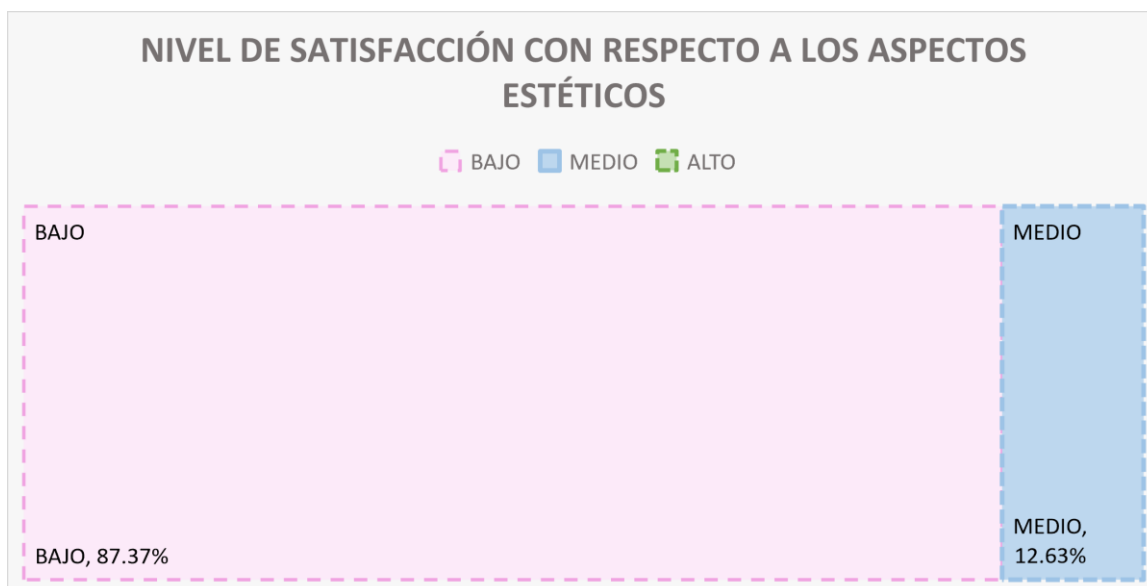 NIVEL DE SATISFACCIÓN CON RESPECTO A LOS ASPECTOS
ESTÉTICOS
BAJO MEDIO ALTO
BAJO
MEDIO
BAJO, 87.37%
MEDIO,
12.63%